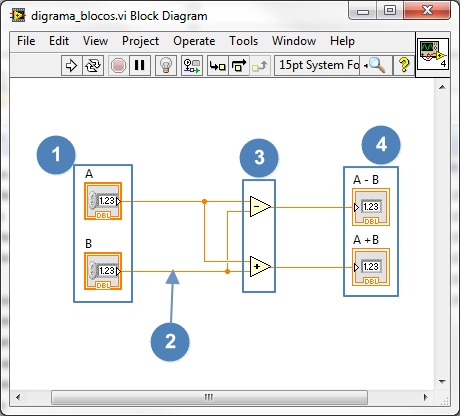 digrama_blocos.vi Block Diagram
File Edit View Project Operate Tools Window Help
15pt System Fo
?
4
1
3
4
A
1.23
DBL
B
1.23
DBL
-
+
A - B
1.23
DBL
A +B
1.23
DBL
2